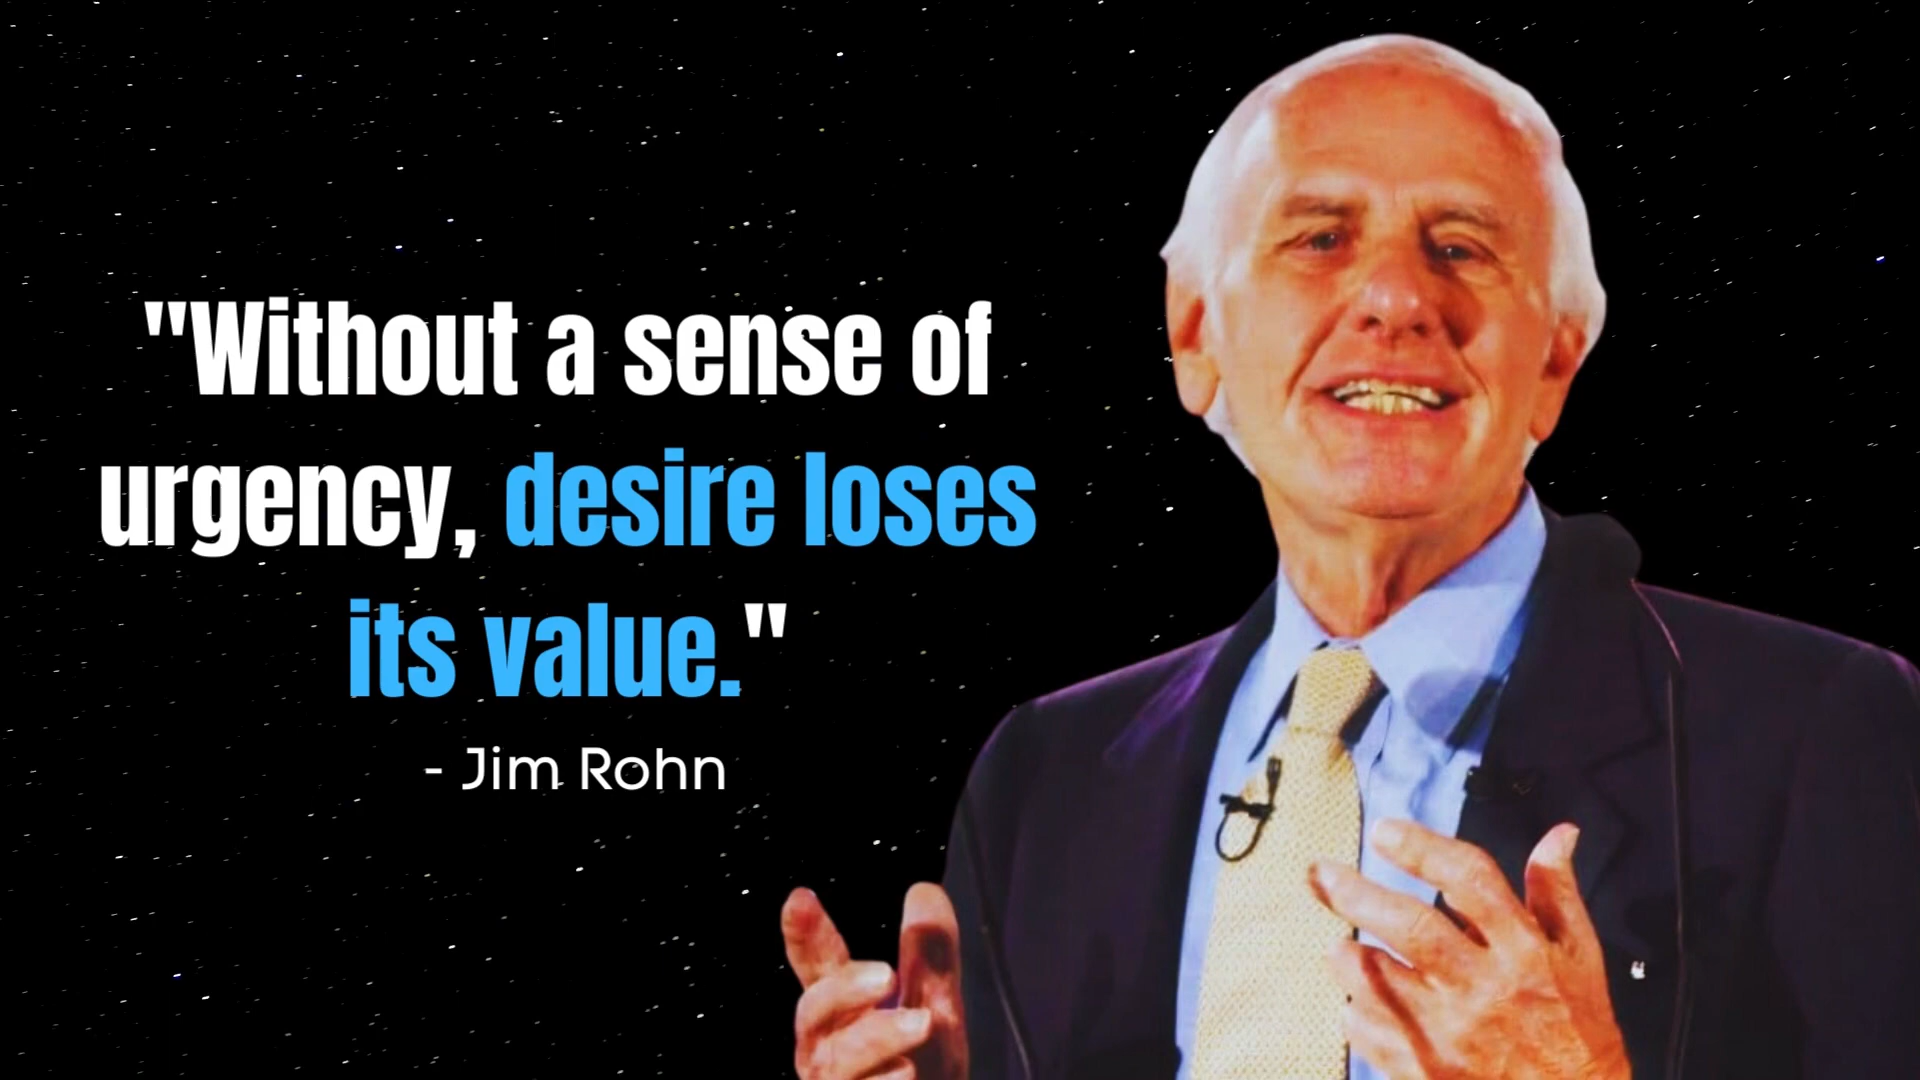 "Without a sense of
urgency, desire loses
its value."
- Jim Rohn